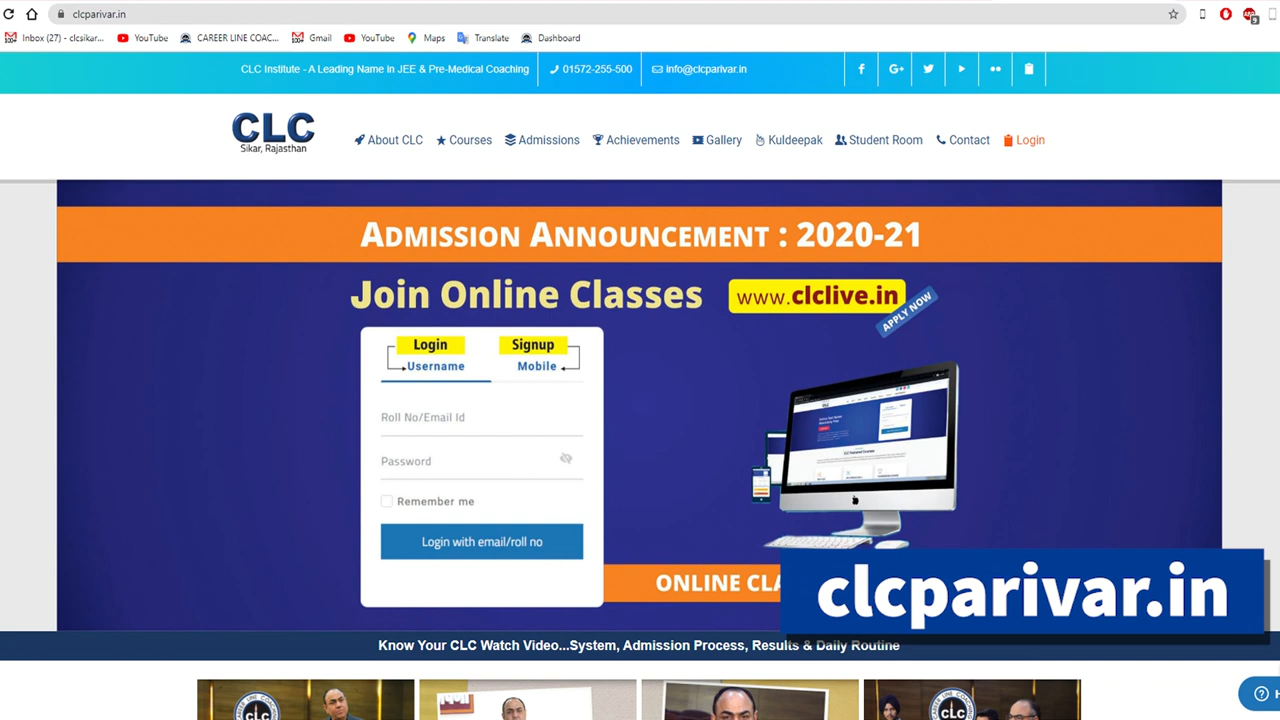 clcparivar.in
Inbox (27) - clcsikar... YouTube CAREER LINE COAC... Gmail YouTube Maps Translate Dashboard
CLC Institute - A Leading Name in JEE & Pre-Medical Coaching 01572-255-500 info@clcparivar.in
CLC
Sikar, Rajasthan
About CLC Courses Admissions Achievements Gallery Kuldeepak Student Room Contact Login
ADMISSION ANNOUNCEMENT : 2020-21
Join Online Classes www.clclive.in
APPLY NOW
Login Signup
Username Mobile
Roll No/Email Id
Password
Remember me
Login with email/roll no
ONLINE CLA
clcparivar.in
Know Your CLC Watch Video...System, Admission Process, Results & Daily Routine
CLC
CLC